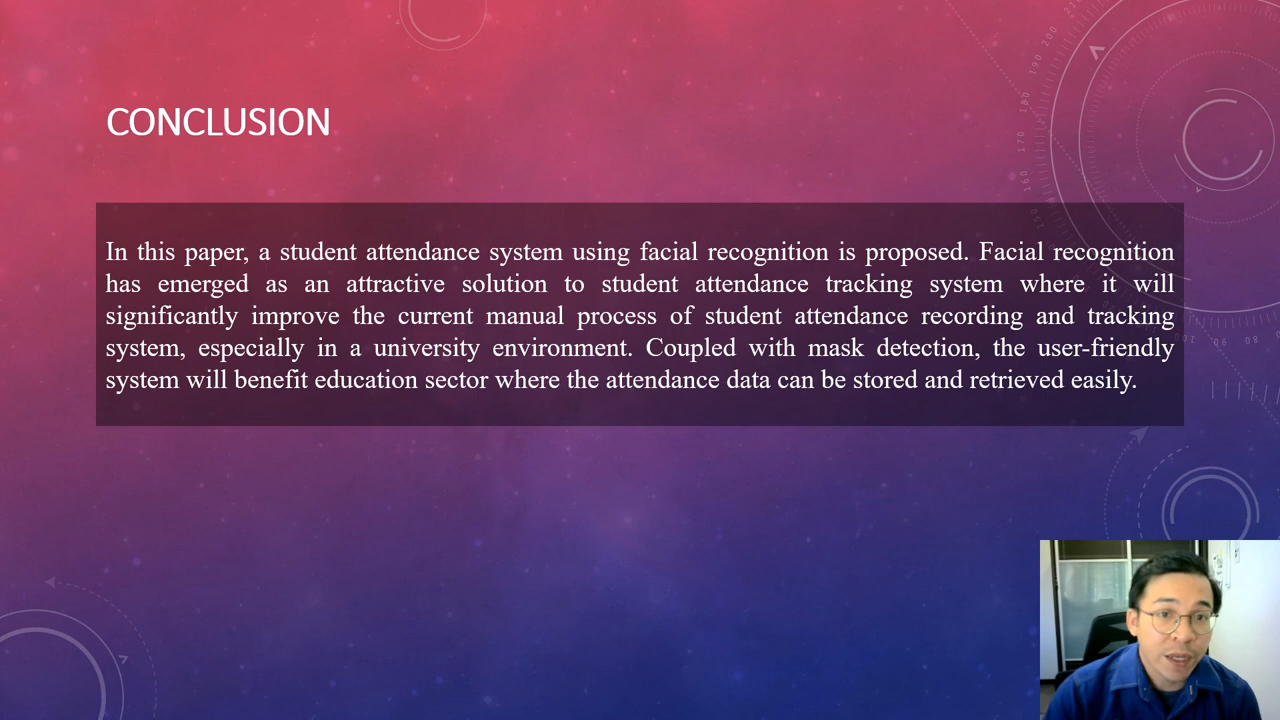 CONCLUSION
In this paper, a student attendance system using facial recognition is proposed. Facial recognition
has emerged as an attractive solution to student attendance tracking system where it will
significantly improve the current manual process of student attendance recording and tracking
system, especially in a university environment. Coupled with mask detection, the user-friendly
system will benefit education sector where the attendance data can be stored and retrieved easily.